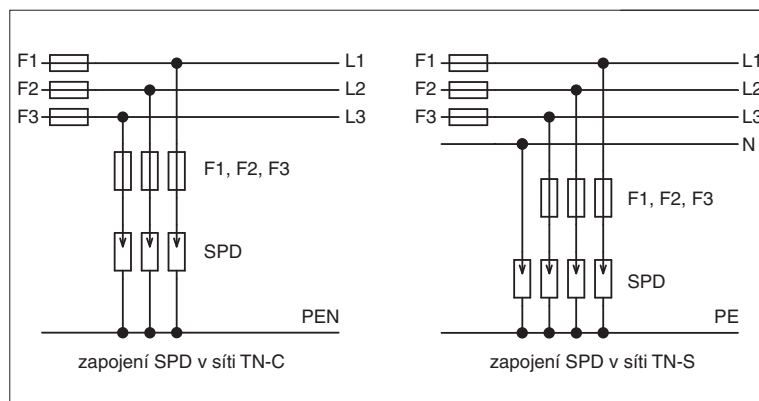 F1 L1
F2 L2
F3 L3
F1, F2, F3
SPD
PEN
zapojení SPD v síti TN-C
F1 L1
F2 L2
F3 L3
N
F1, F2, F3
SPD
PE
zapojení SPD v síti TN-S